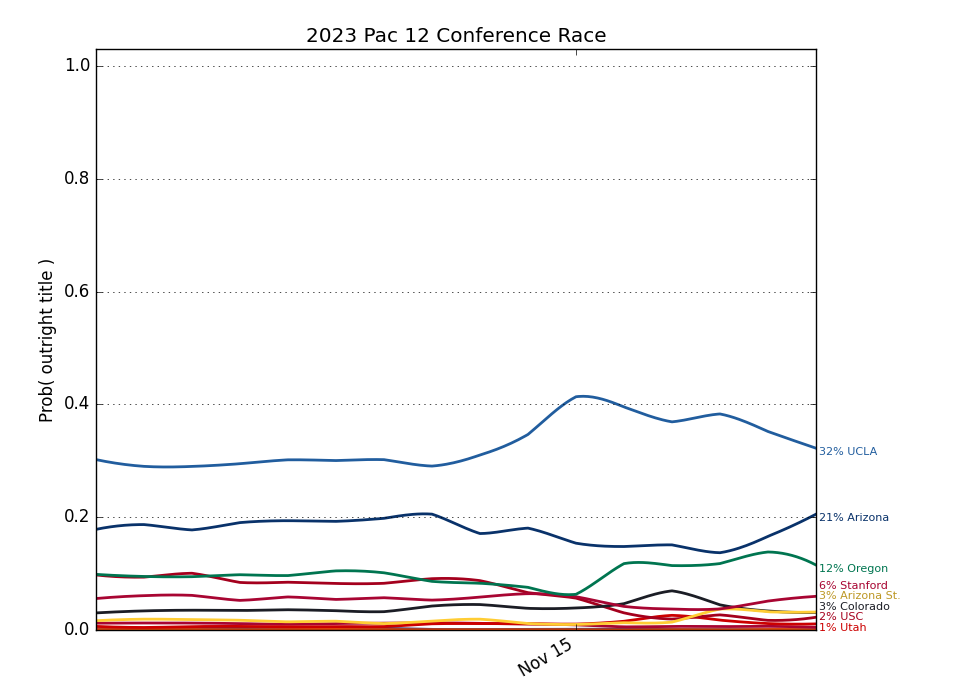 2023 Pac 12 Conference Race
Prob( outright title )
1.0
0.8
0.6
0.4
0.2
0.0
Nov 15
32% UCLA
21% Arizona
12% Oregon
6% Stanford
3% Arizona St.
3% Colorado
2% USC
1% Utah